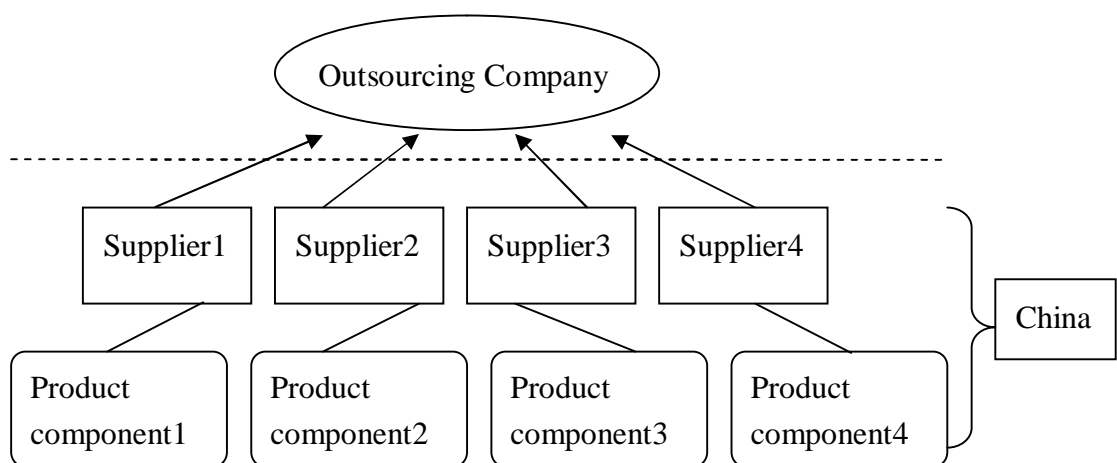 Outsourcing Company
Supplier1
Supplier2
Supplier3
Supplier4
China
Product
component1
Product
component2
Product
component3
Product
component4